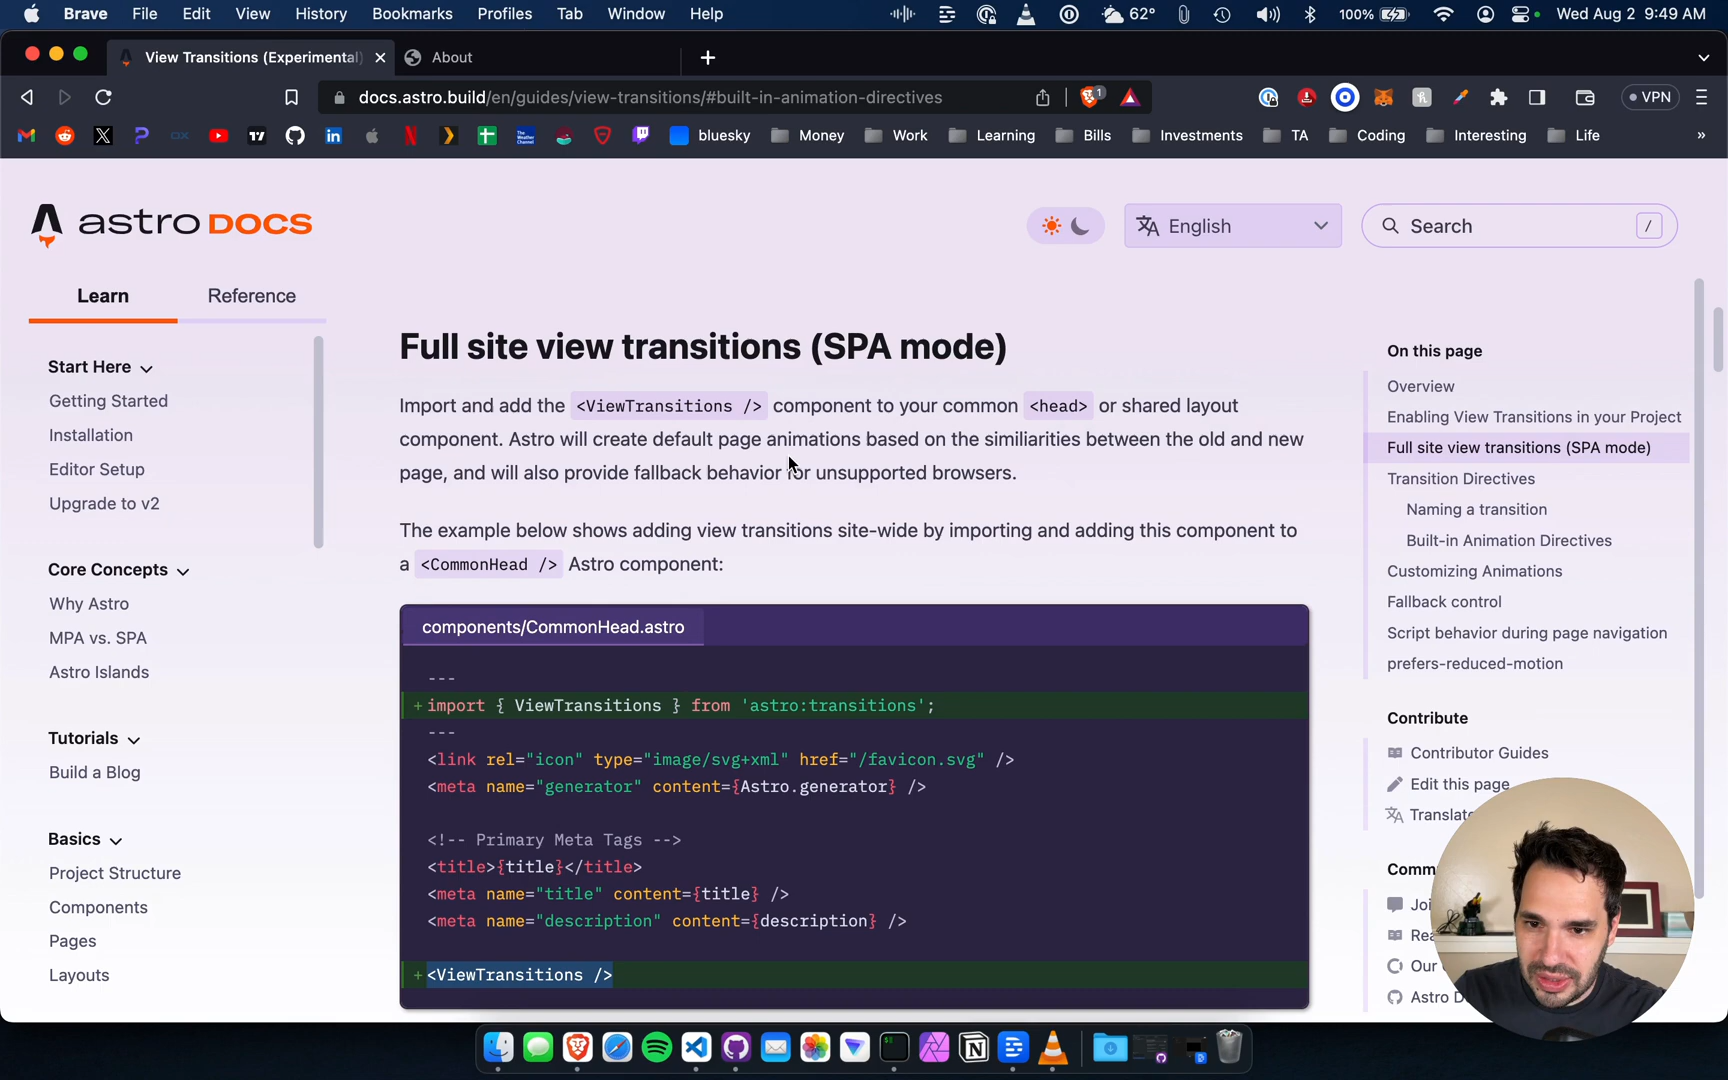 Brave File Edit View History Bookmarks Profiles Tab Window Help 62° 100% Wed Aug 2 9:49 AM
View Transitions (Experimental) About
docs.astro.build/en/guides/view-transitions/#built-in-animation-directives 1 VPN
bluesky Money Work Learning Bills Investments TA Coding Interesting Life »
astro DOCS
English
Search /
Learn Reference
Start Here
Getting Started
Installation
Editor Setup
Upgrade to v2
Core Concepts
Why Astro
MPA vs. SPA
Astro Islands
Tutorials
Build a Blog
Basics
Project Structure
Components
Pages
Layouts
Full site view transitions (SPA mode)
Import and add the <ViewTransitions /> component to your common <head> or shared layout
component. Astro will create default page animations based on the similiarities between the old and new
page, and will also provide fallback behavior for unsupported browsers.
The example below shows adding view transitions site-wide by importing and adding this component to
a <CommonHead /> Astro component:
components/CommonHead.astro
---
+import { ViewTransitions } from 'astro:transitions';
---
<link rel="icon" type="image/svg+xml" href="/favicon.svg" />
<meta name="generator" content={Astro.generator} />
<!-- Primary Meta Tags -->
<title>{title}</title>
<meta name="title" content={title} />
<meta name="description" content={description} />
+<ViewTransitions />
On this page
Overview
Enabling View Transitions in your Project
Full site view transitions (SPA mode)
Transition Directives
Naming a transition
Built-in Animation Directives
Customizing Animations
Fallback control
Script behavior during page navigation
prefers-reduced-motion
Contribute
Contributor Guides
Edit this page
Translate
Comm
Joi
Rea
Our
Astro D